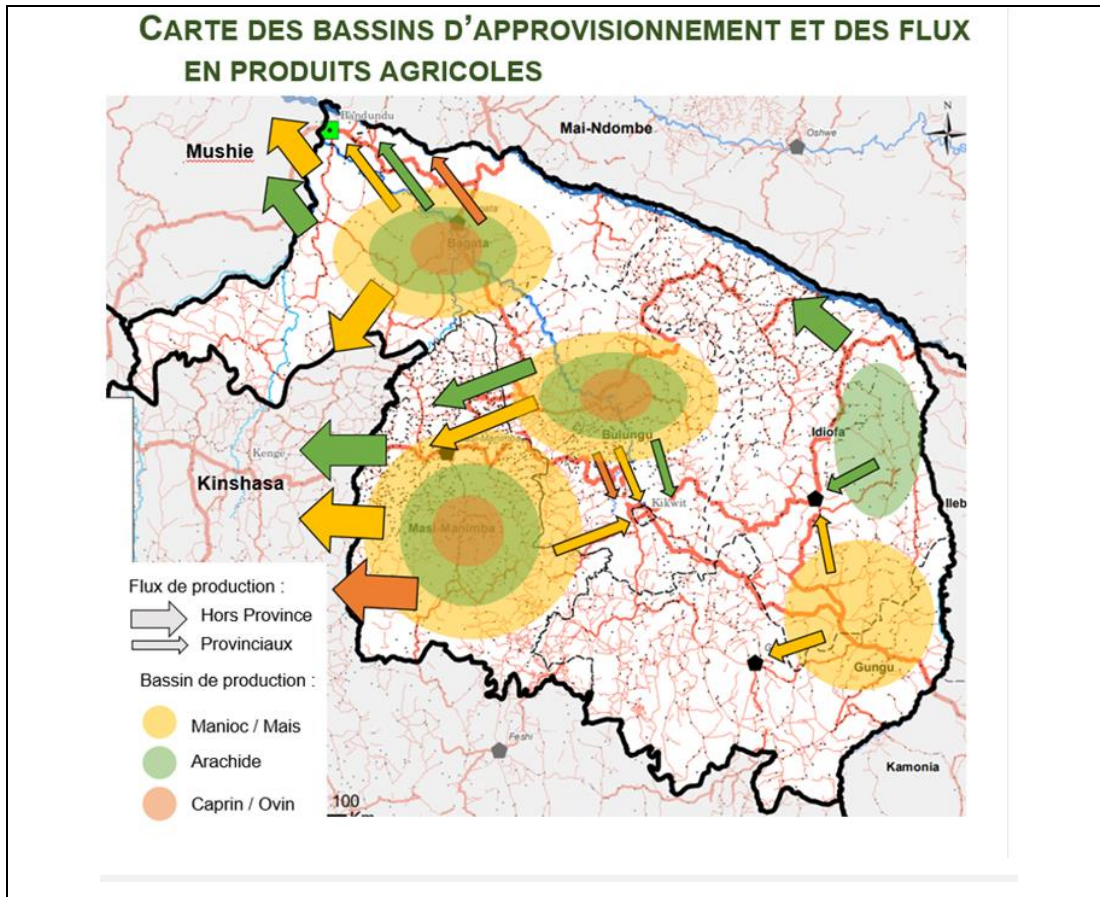 CARTE DES BASSINS D’APPROVISIONNEMENT ET DES FLUX
EN PRODUITS AGRICOLES
Bandundu
N
Mushie
Mai-Ndombe
Oshwe
Bagata
Bulungu
Idiofa
Kenge
Kinshasa
Kikwit
Ileb
Masi-Manimba
Gungu
Feshi
Kamonia
Flux de production :
Hors Province
Provinciaux
Bassin de production :
Manioc / Mais
Arachide
Caprin / Ovin
100
Km